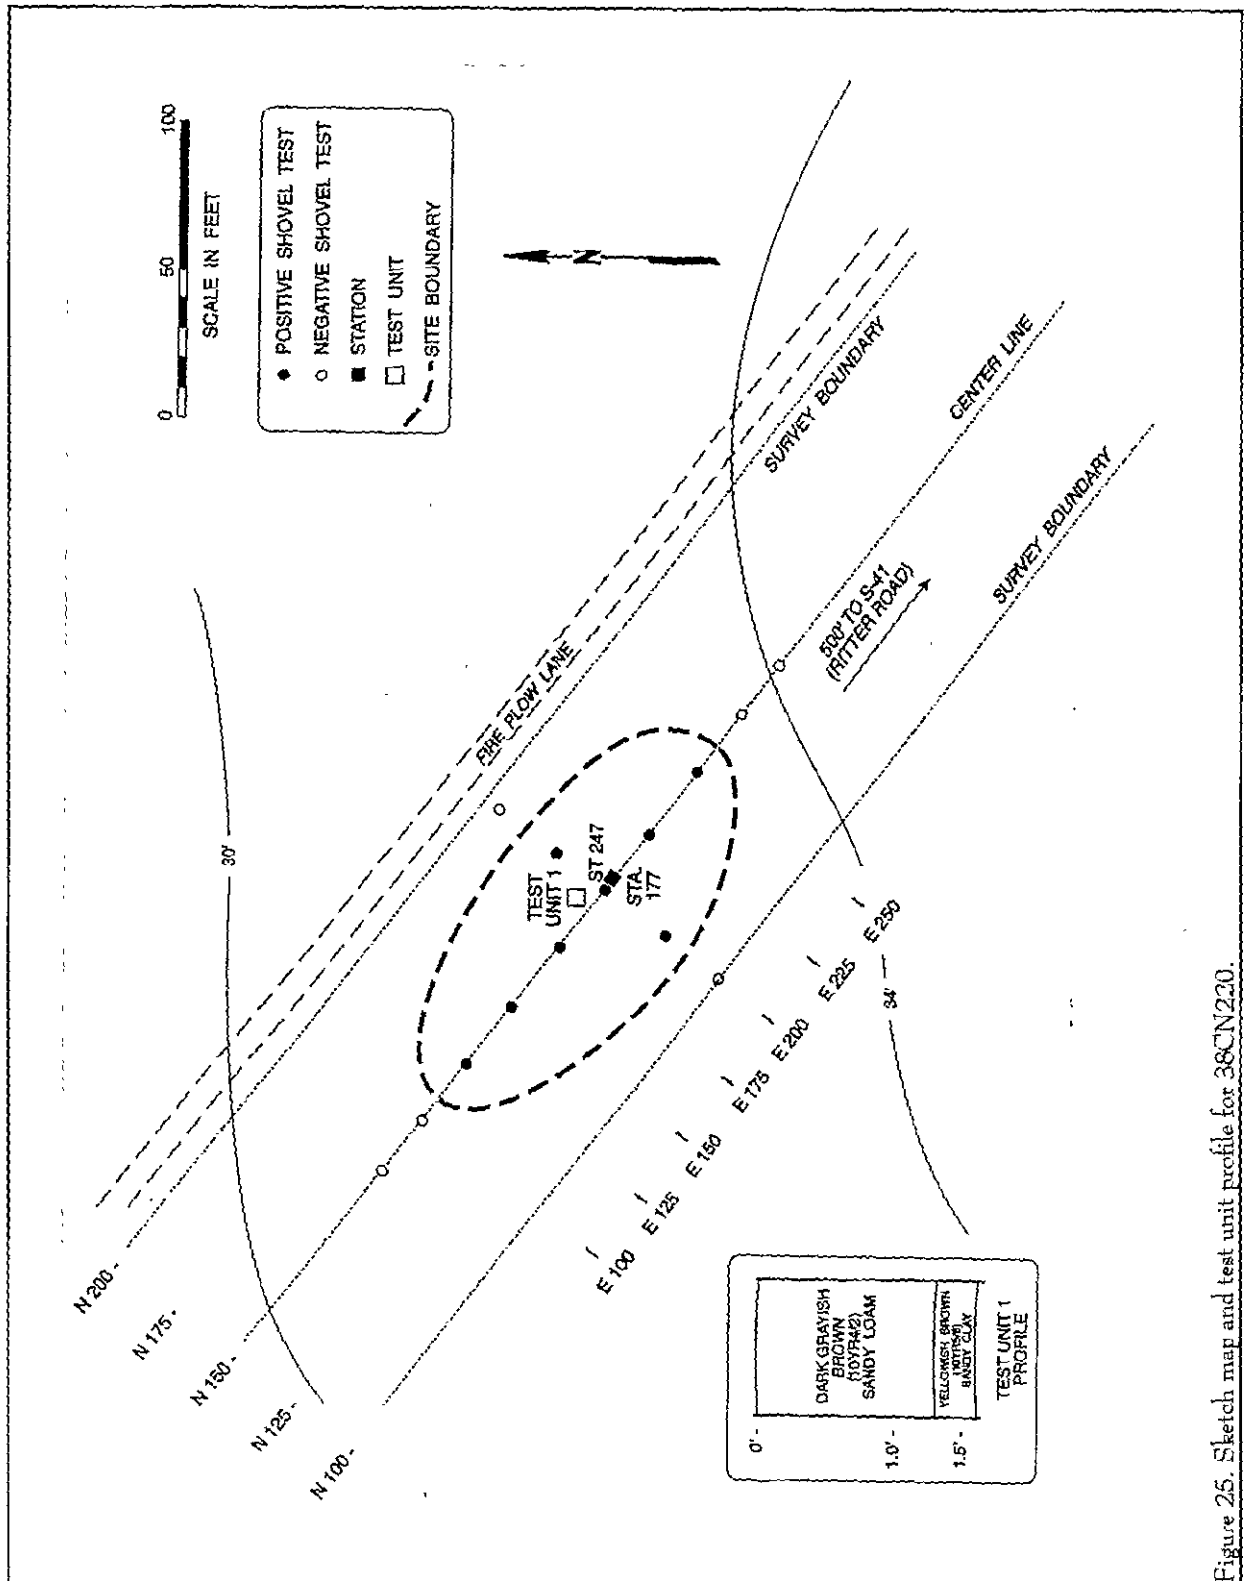 0 50 100
SCALE IN FEET
POSITIVE SHOVEL TEST
NEGATIVE SHOVEL TEST
STATION
TEST UNIT
SITE BOUNDARY
N
N 200
N 175
N 150
N 125
N 100
30'
FIRE PLOW LANE
TEST
UNIT 1
ST 247
STA.
177
SURVEY BOUNDARY
CENTER LINE
SURVEY BOUNDARY
500' TO S-41
(RITTER ROAD)
E 100
E 125
E 150
E 175
E 200
E 225
E 250
34'
0'
1.0'
1.5'
DARK GRAYISH
BROWN
(10YR4/2)
SANDY LOAM
YELLOWISH BROWN
SANDY CLAY
TEST UNIT 1
PROFILE
Figure 25. Sketch map and test unit profile for 38CN220.